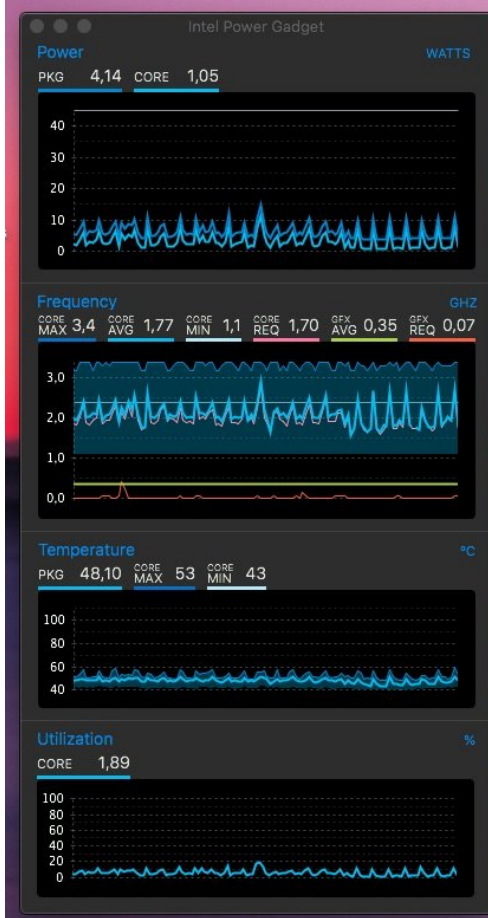 Intel Power Gadget
Power WATTS
PKG 4,14 CORE 1,05
40
30
20
10
0
Frequency GHZ
CORE MAX 3,4 CORE AVG 1,77 CORE MIN 1,1 CORE REQ 1,70 GFX AVG 0,35 GFX REQ 0,07
3,0
2,0
1,0
0,0
Temperature °C
PKG 48,10 CORE MAX 53 CORE MIN 43
100
80
60
40
Utilization %
CORE 1,89
100
80
60
40
20
0